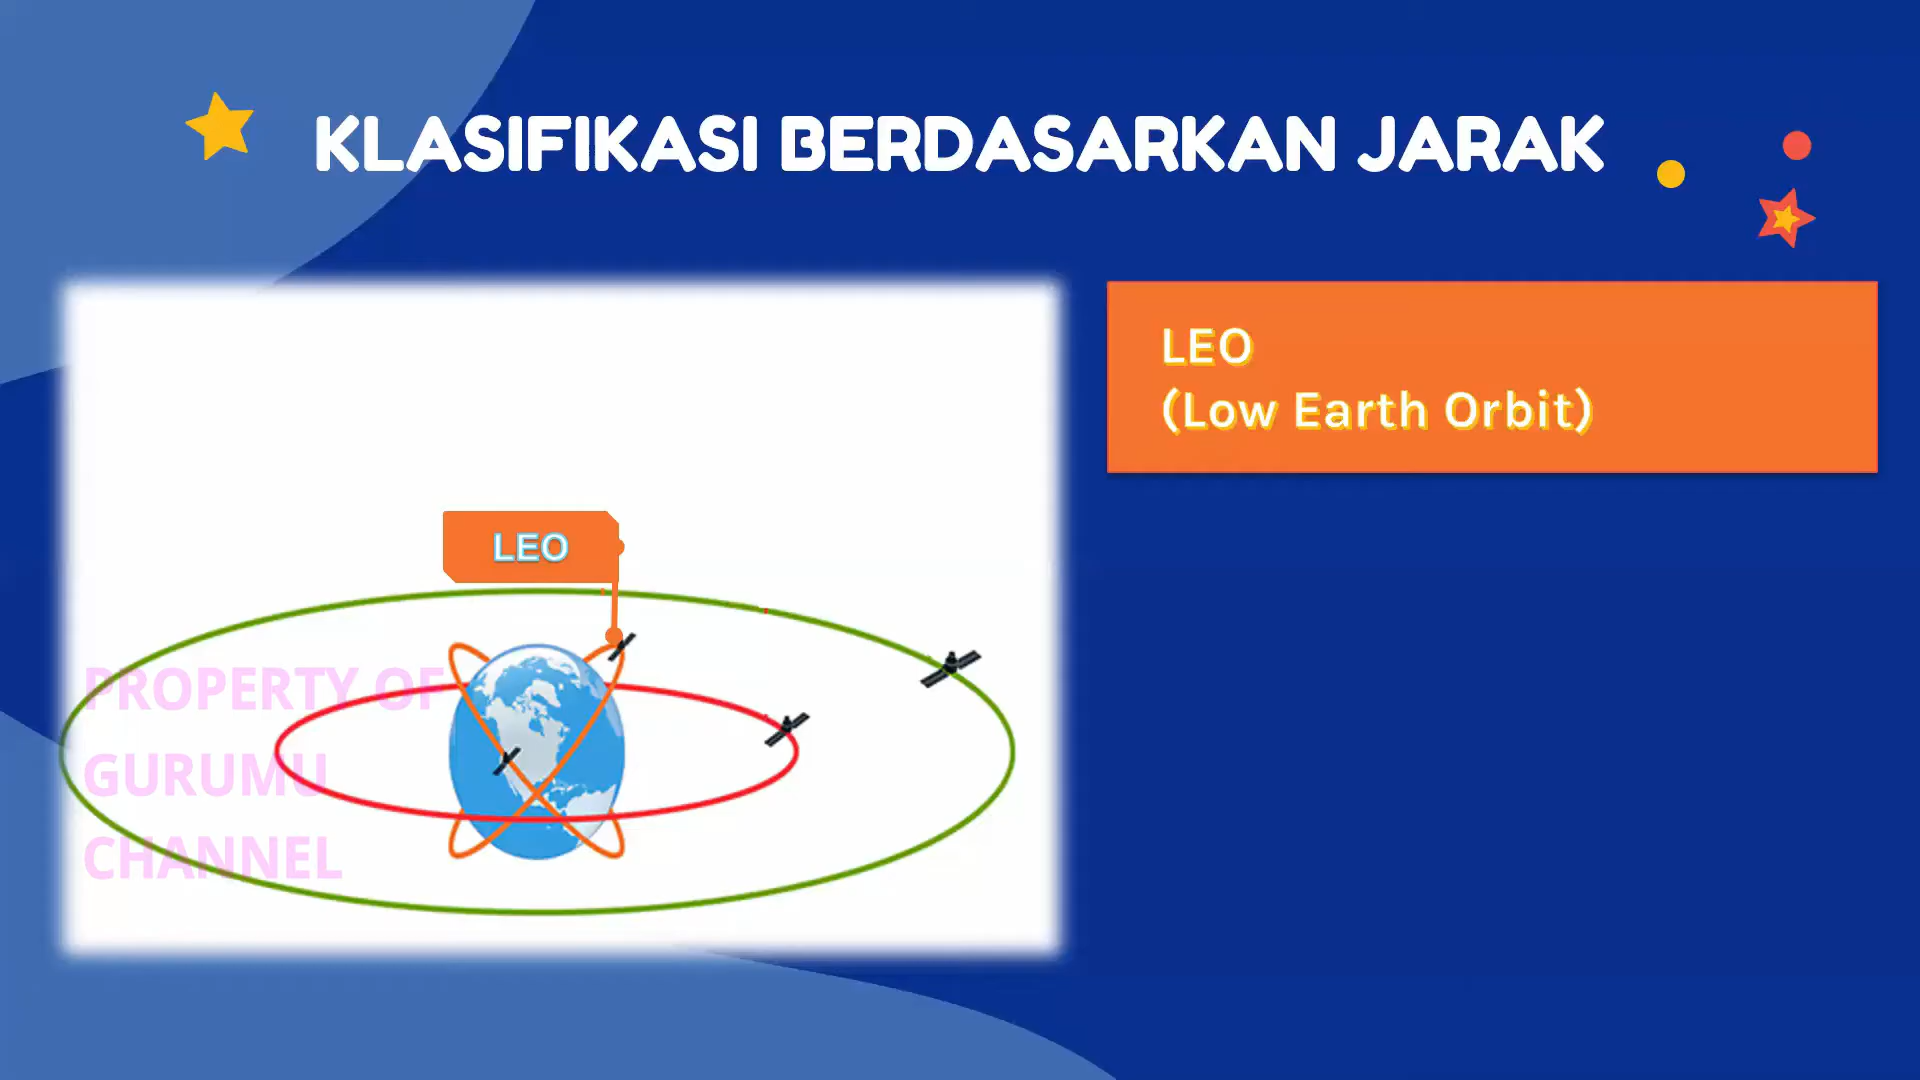 KLASIFIKASI BERDASARKAN JARAK
LEO
(Low Earth Orbit)
LEO
PROPERTY OF
GURUMU
CHANNEL